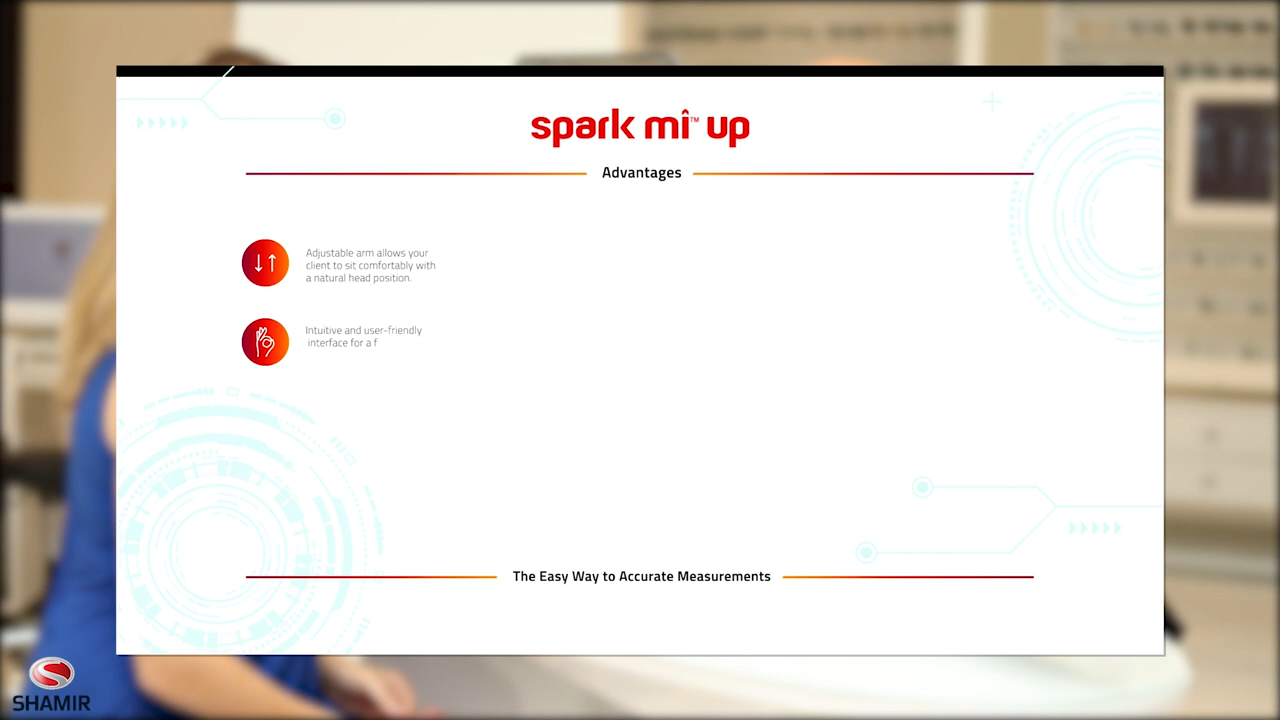 spark mî™ up
Advantages
Adjustable arm allows your
client to sit comfortably with
a natural head position.
Intuitive and user-friendly
interface for a f
The Easy Way to Accurate Measurements
SHAMIR